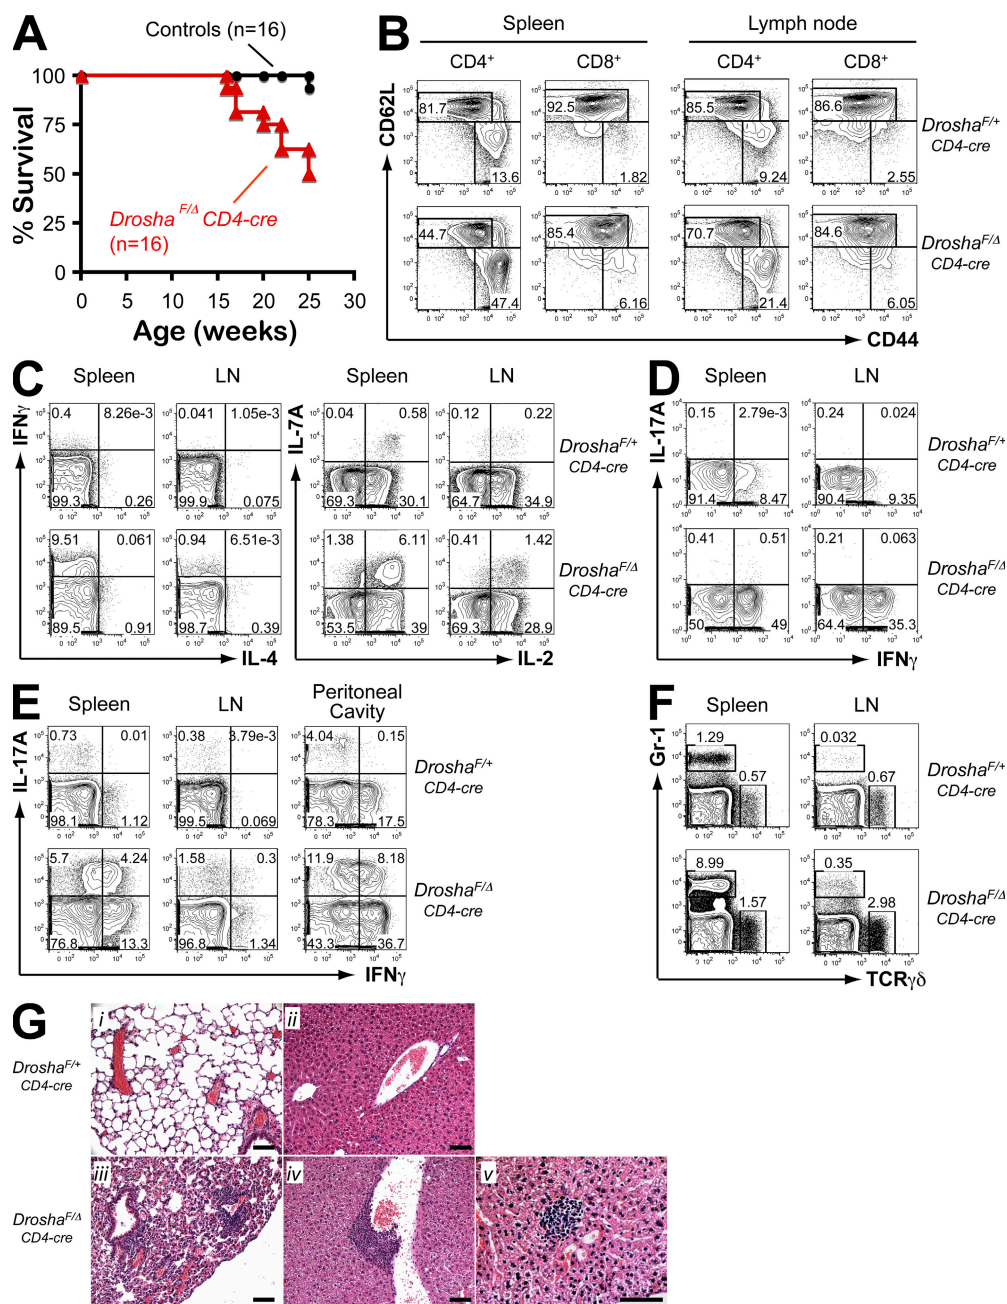 A
Controls (n=16)
% Survival
100
75
50
25
0
Drosha F/Δ CD4-cre
(n=16)
0 5 10 15 20 25 30
Age (weeks)
B
Spleen Lymph node
CD4+ CD8+ CD4+ CD8+
CD62L
81.7 92.5 85.5 86.6
13.6 1.82 9.24 2.55
DroshaF/+
CD4-cre
44.7 85.4 70.7 84.6
47.4 6.16 21.4 6.05
DroshaF/Δ
CD4-cre
CD44
C
Spleen LN Spleen LN
IFNγ
IL-7A
0.4 8.26e-3 0.041 1.05e-3 0.04 0.58 0.12 0.22
99.3 0.26 99.9 0.075 69.3 30.1 64.7 34.9
DroshaF/+
CD4-cre
9.51 0.061 0.94 6.51e-3 1.38 6.11 0.41 1.42
89.5 0.91 98.7 0.39 53.5 39 69.3 28.9
DroshaF/Δ
CD4-cre
IL-4 IL-2
D
Spleen LN
IL-17A
0.15 2.79e-3 0.24 0.024
91.4 8.47 90.4 9.35
DroshaF/+
CD4-cre
0.41 0.51 0.21 0.063
50 49 64.4 35.3
DroshaF/Δ
CD4-cre
IFNγ
E
Spleen LN Peritoneal
Cavity
IL-17A
0.73 0.01 0.38 3.79e-3 4.04 0.15
98.1 1.12 99.5 0.069 78.3 17.5
DroshaF/+
CD4-cre
5.7 4.24 1.58 0.3 11.9 8.18
76.8 13.3 96.8 1.34 43.3 36.7
DroshaF/Δ
CD4-cre
IFNγ
F
Spleen LN
Gr-1
1.29 0.032
0.57 0.67
DroshaF/+
CD4-cre
8.99 0.35
1.57 2.98
DroshaF/Δ
CD4-cre
TCRγδ
G
i ii
DroshaF/+
CD4-cre
iii iv v
DroshaF/Δ
CD4-cre